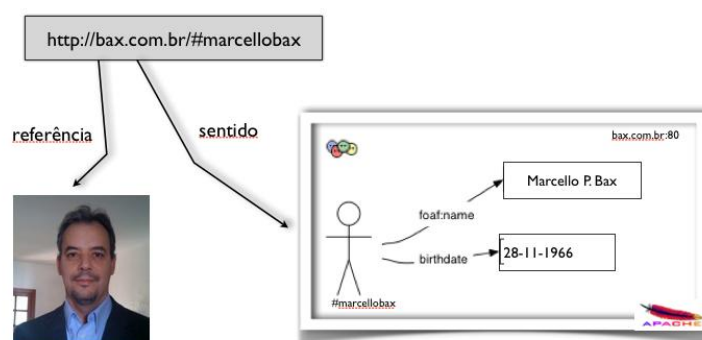 http://bax.com.br/#marcellobax
referência
sentido
bax.com.br:80
Marcello P. Bax
foaf:name
birthdate
28-11-1966
#marcellobax
APACHE